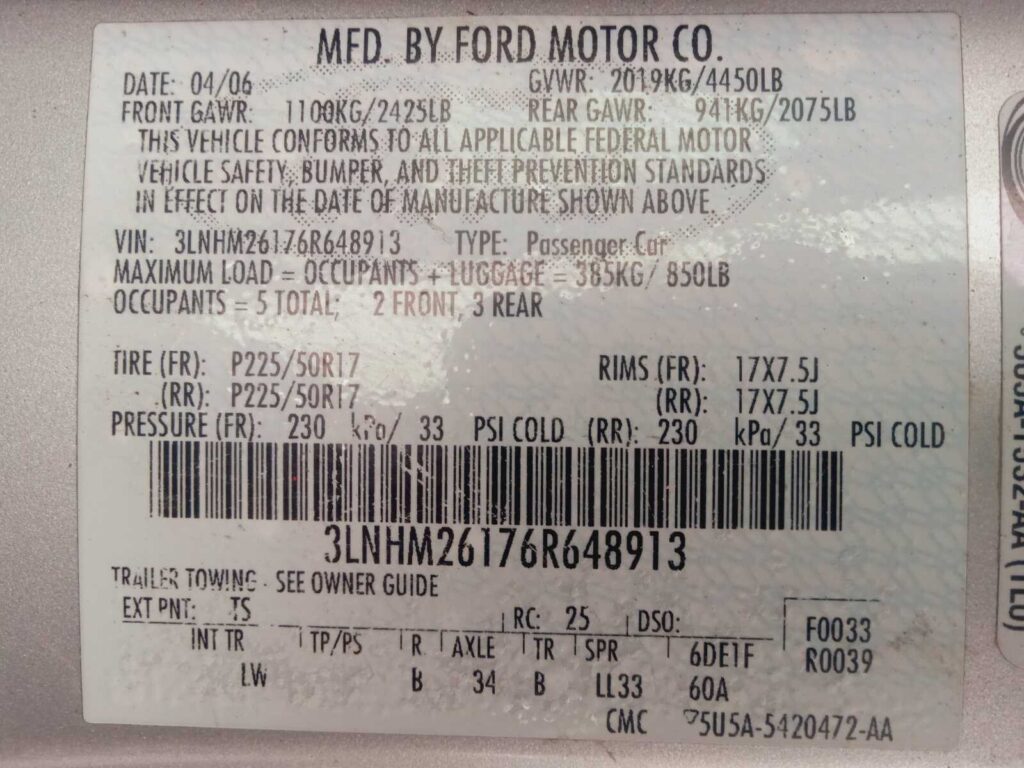 MFD. BY FORD MOTOR CO.
DATE: 04/06 GVWR: 2019KG/4450LB
FRONT GAWR: 1100KG/2425LB REAR GAWR: 941KG/2075LB
THIS VEHICLE CONFORMS TO ALL APPLICABLE FEDERAL MOTOR
VEHICLE SAFETY, BUMPER, AND THEFT PREVENTION STANDARDS
IN EFFECT ON THE DATE OF MANUFACTURE SHOWN ABOVE.
VIN: 3LNHM26176R648913 TYPE: Passenger Car
MAXIMUM LOAD = OCCUPANTS + LUGGAGE = 385KG/ 850LB
OCCUPANTS = 5 TOTAL; 2 FRONT, 3 REAR
TIRE (FR): P225/50R17 RIMS (FR): 17X7.5J
(RR): P225/50R17 (RR): 17X7.5J
PRESSURE (FR): 230 kPa/ 33 PSI COLD (RR): 230 kPa/ 33 PSI COLD
3LNHM26176R648913
TRAILER TOWING - SEE OWNER GUIDE
EXT PNT: TS RC: 25 DSO: F0033
INT TR TP/PS R AXLE TR SPR 6DE1F R0039
LW B 34 B LL33 60A
CMC 5U5A-5420472-AA